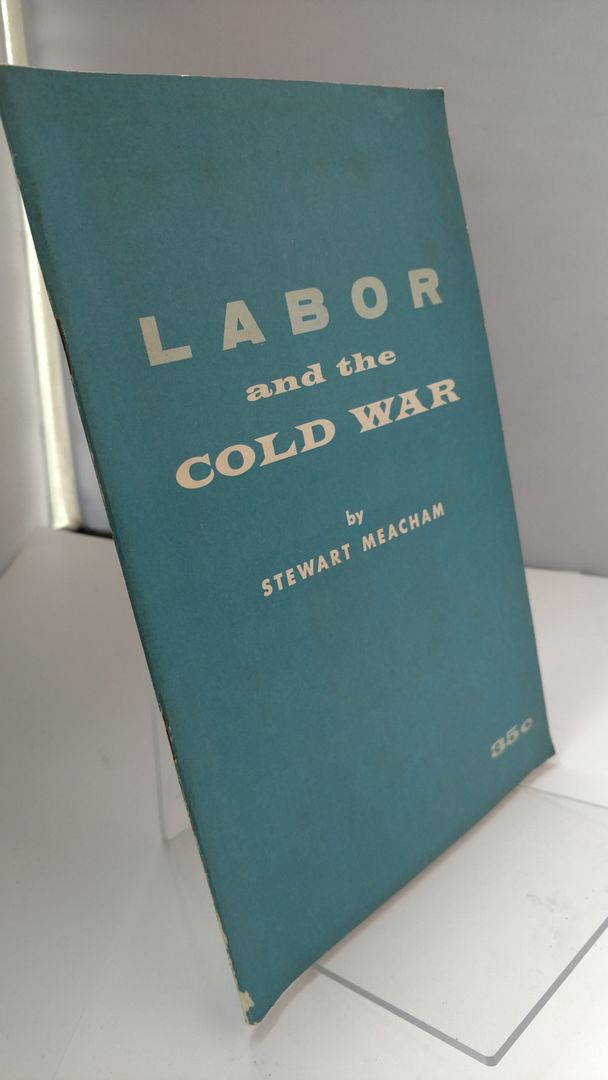 LABOR
and the
COLD WAR
by
STEWART MEACHAM
35c